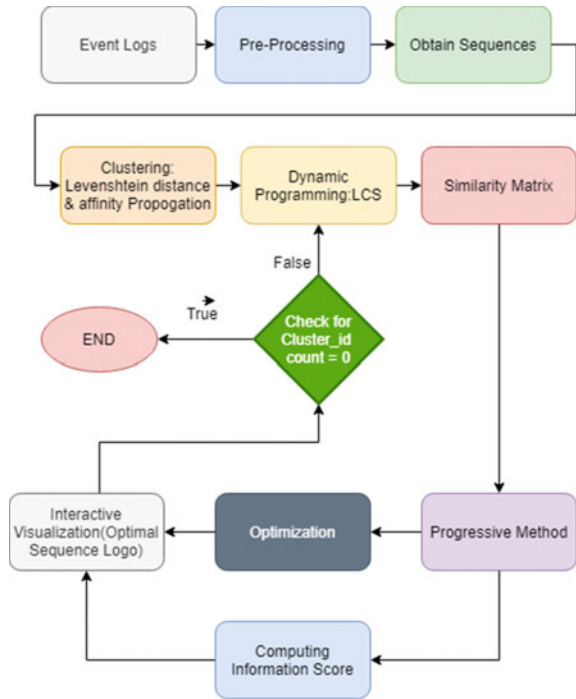 Event Logs
Pre-Processing
Obtain Sequences
Clustering:
Levenshtein distance
& affinity Propogation
Dynamic
Programming:LCS
Similarity Matrix
False
True
END
Check for
Cluster_id
count = 0
Interactive
Visualization(Optimal
Sequence Logo)
Optimization
Progressive Method
Computing
Information Score